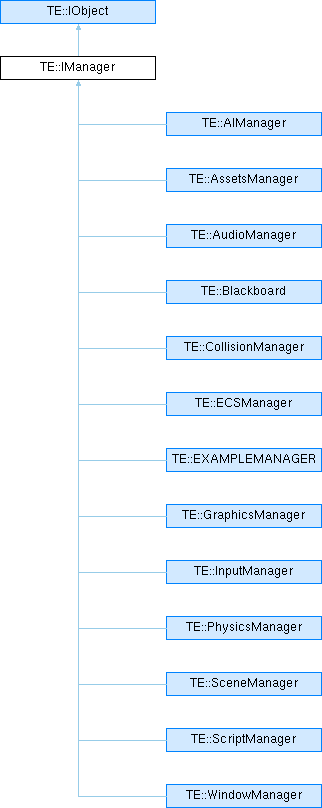 TE::IObject
TE::IManager
TE::AIManager
TE::AssetsManager
TE::AudioManager
TE::Blackboard
TE::CollisionManager
TE::ECSManager
TE::EXAMPLEMANAGER
TE::GraphicsManager
TE::InputManager
TE::PhysicsManager
TE::SceneManager
TE::ScriptManager
TE::WindowManager